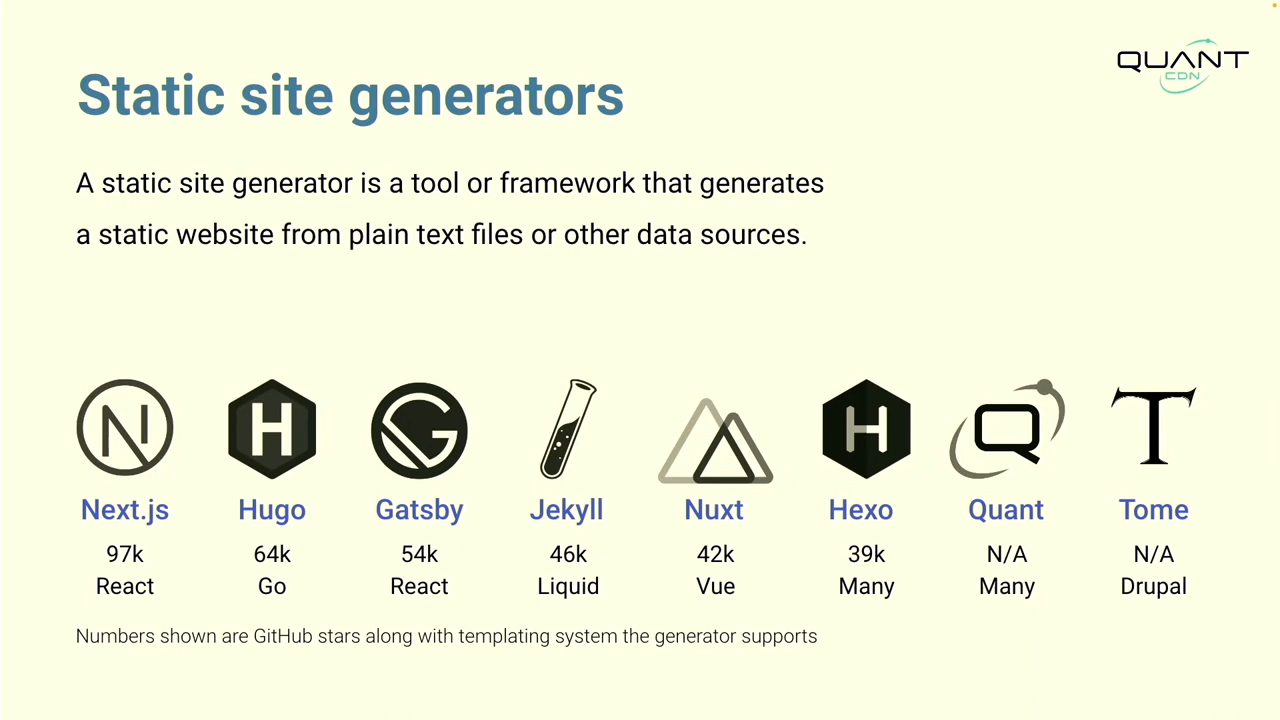 QUANT
CDN
Static site generators
A static site generator is a tool or framework that generates
a static website from plain text files or other data sources.
Next.js Hugo Gatsby Jekyll Nuxt Hexo Quant Tome
97k 64k 54k 46k 42k 39k N/A N/A
React Go React Liquid Vue Many Many Drupal
Numbers shown are GitHub stars along with templating system the generator supports